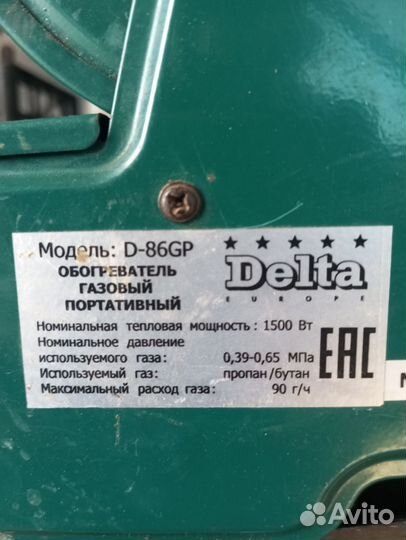 Модель: D-86GP
ОБОГРЕВАТЕЛЬ
ГАЗОВЫЙ
ПОРТАТИВНЫЙ
Delta
EUROPE
Номинальная тепловая мощность: 1500 Вт
Номинальное давление
используемого газа: 0,39-0,65 МПа
Используемый газ: пропан/бутан
Максимальный расход газа: 90 г/ч
EAC
Avito